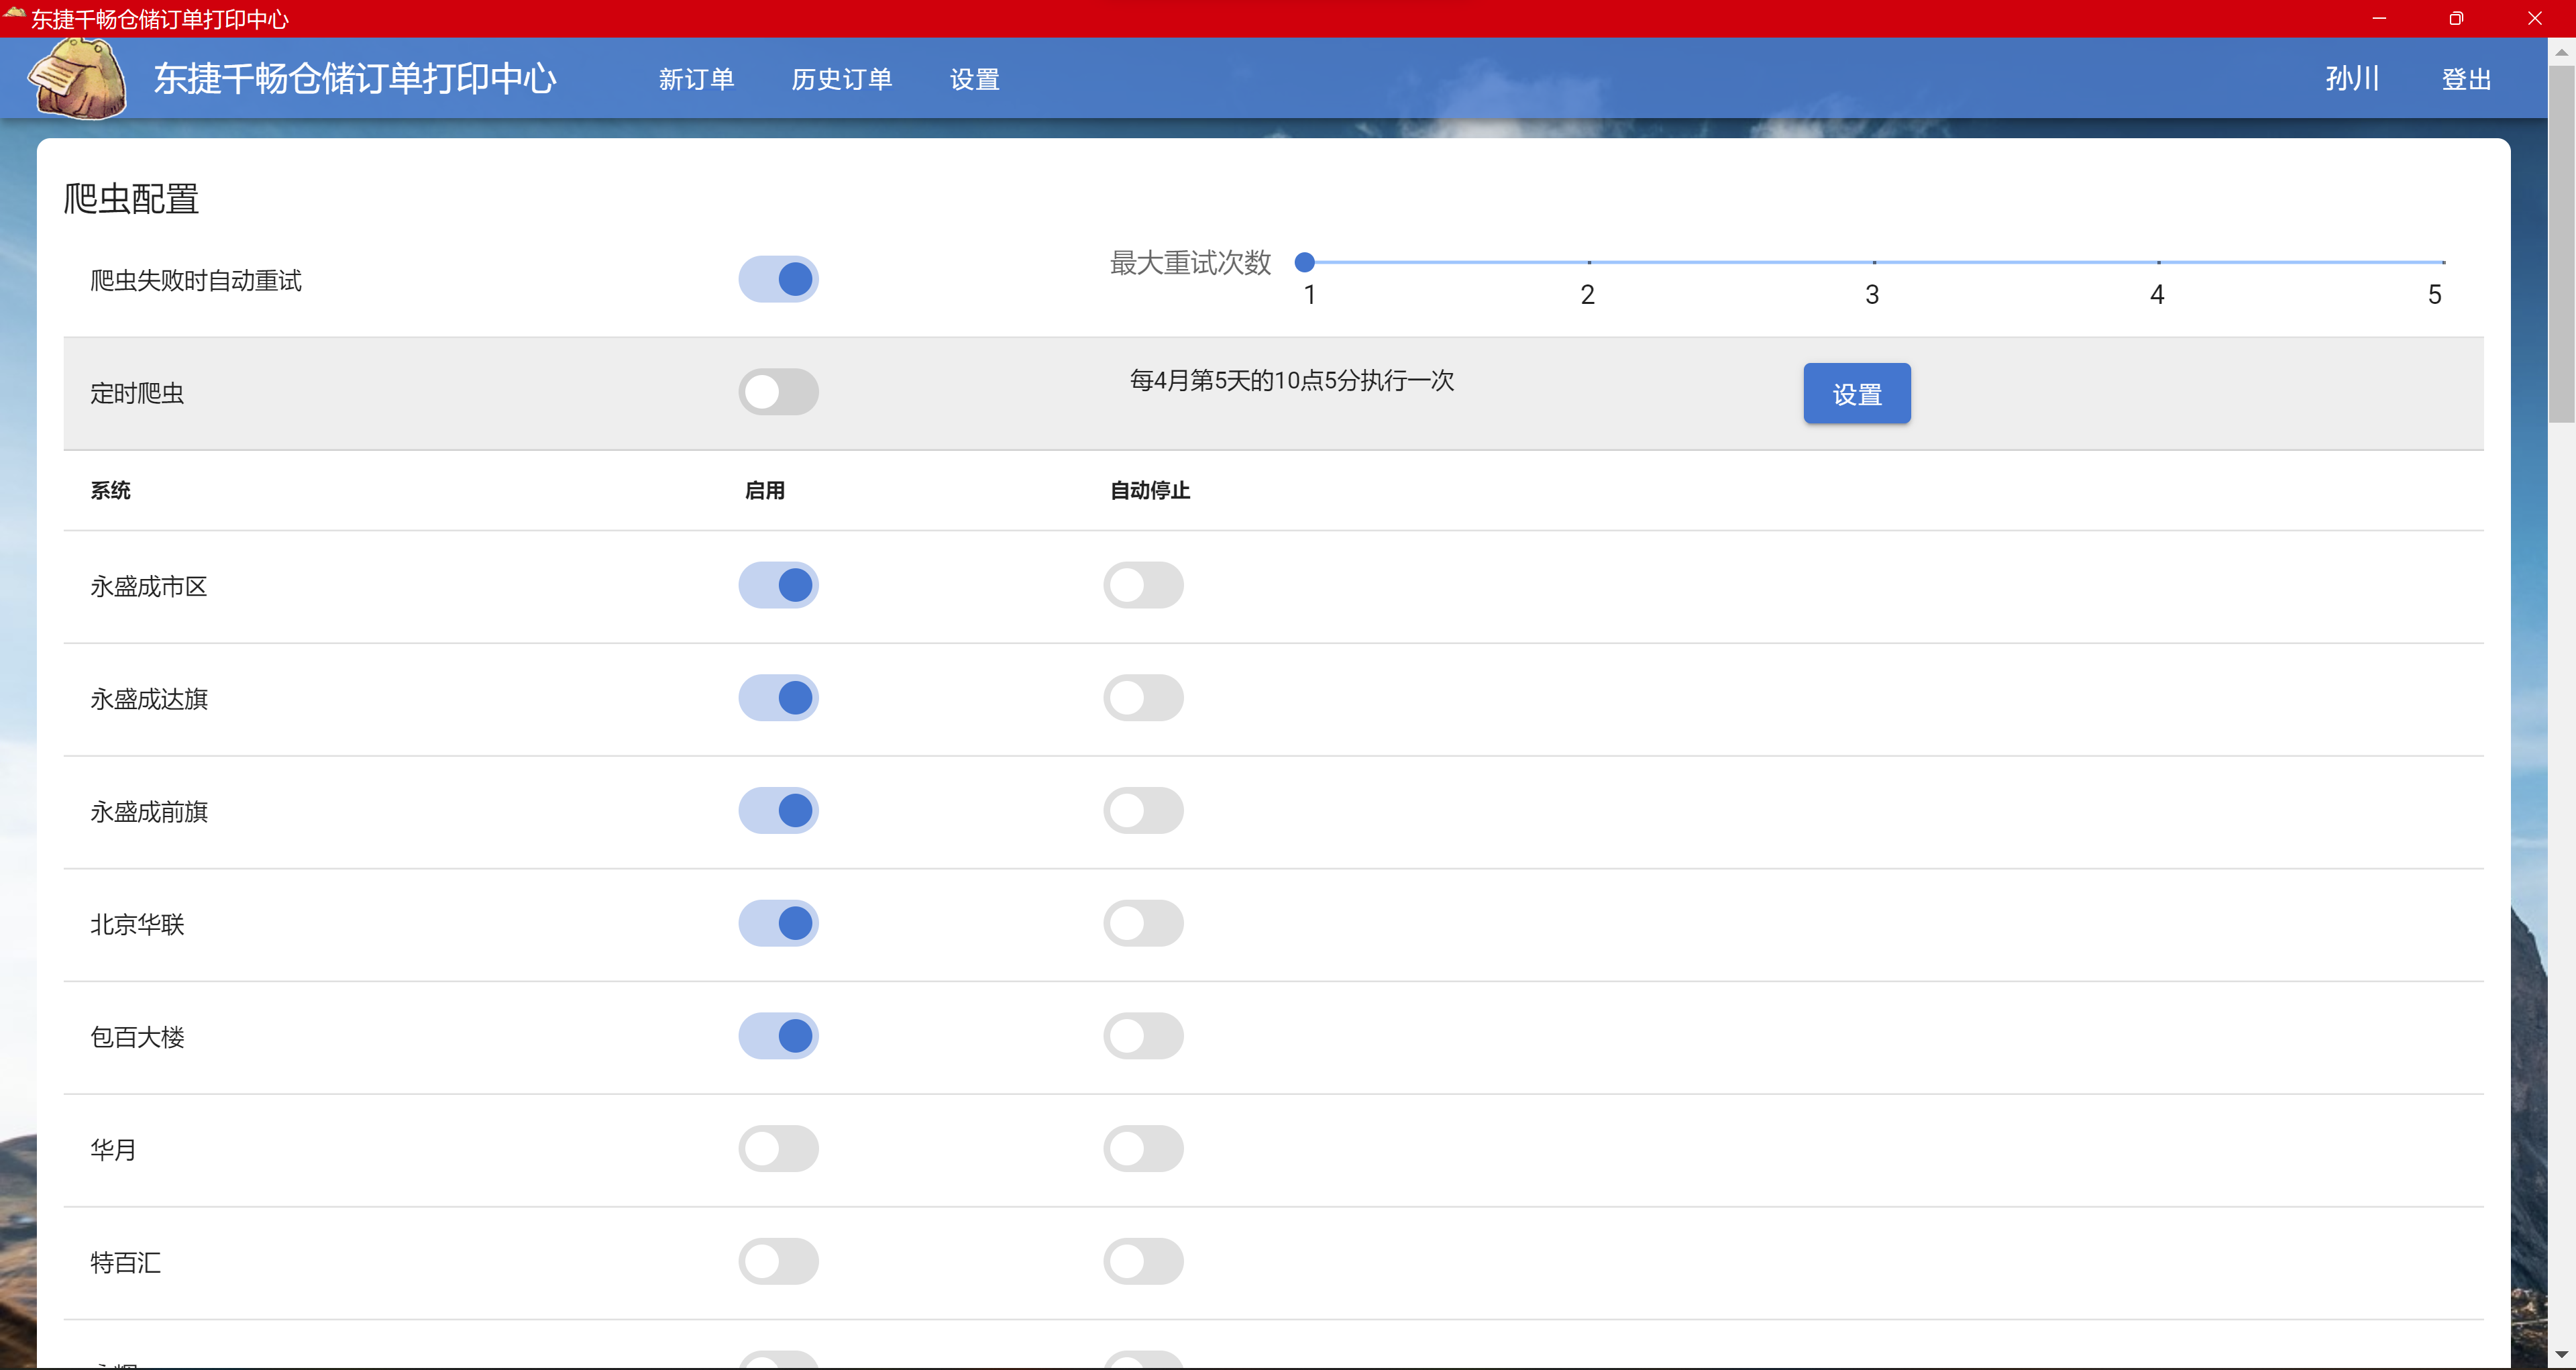 东捷千畅仓储订单打印中心
东捷千畅仓储订单打印中心 新订单 历史订单 设置 孙川 登出
爬虫配置
爬虫失败时自动重试 最大重试次数
1 2 3 4 5
定时爬虫 每4月第5天的10点5分执行一次 设置
系统 启用 自动停止
永盛成市区
永盛成达旗
永盛成前旗
北京华联
包百大楼
华月
特百汇